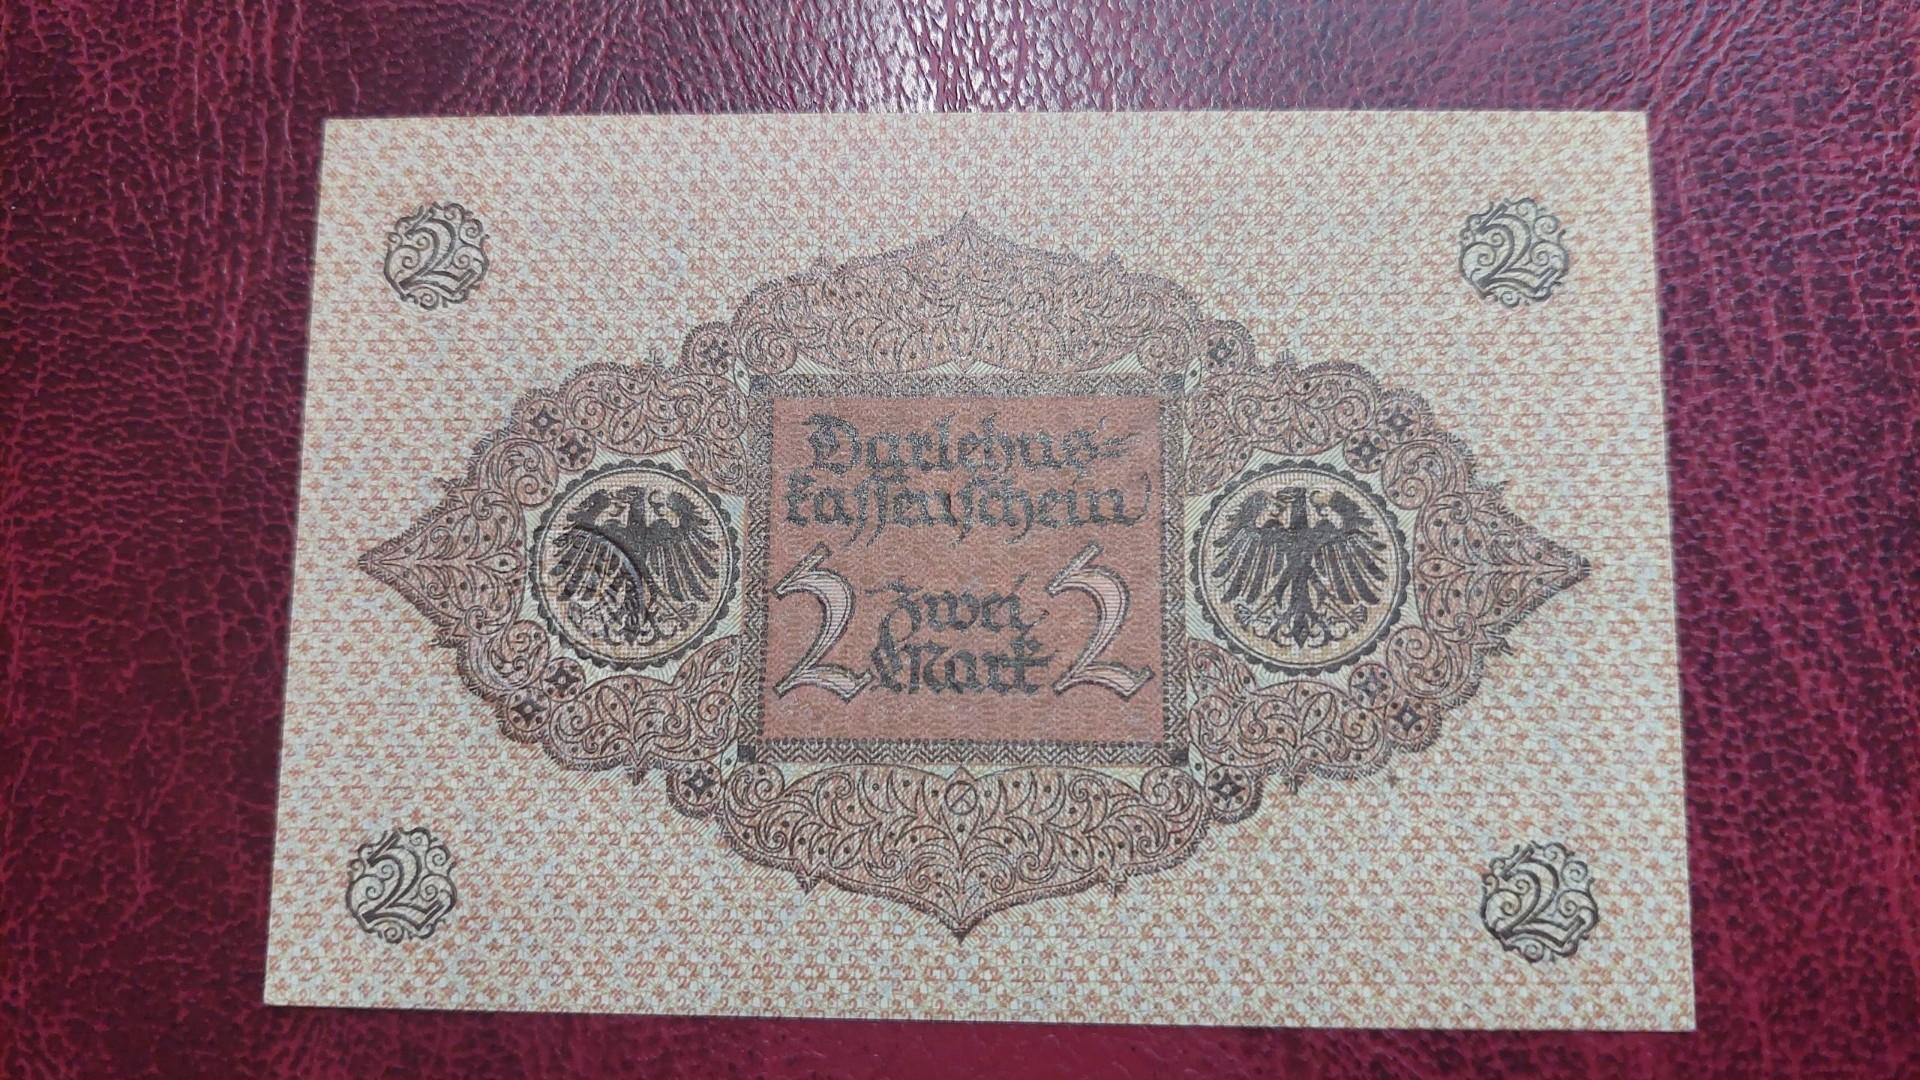 2 2
Darlehns-
kassenschein
2 zwei 2
Mark
2 2